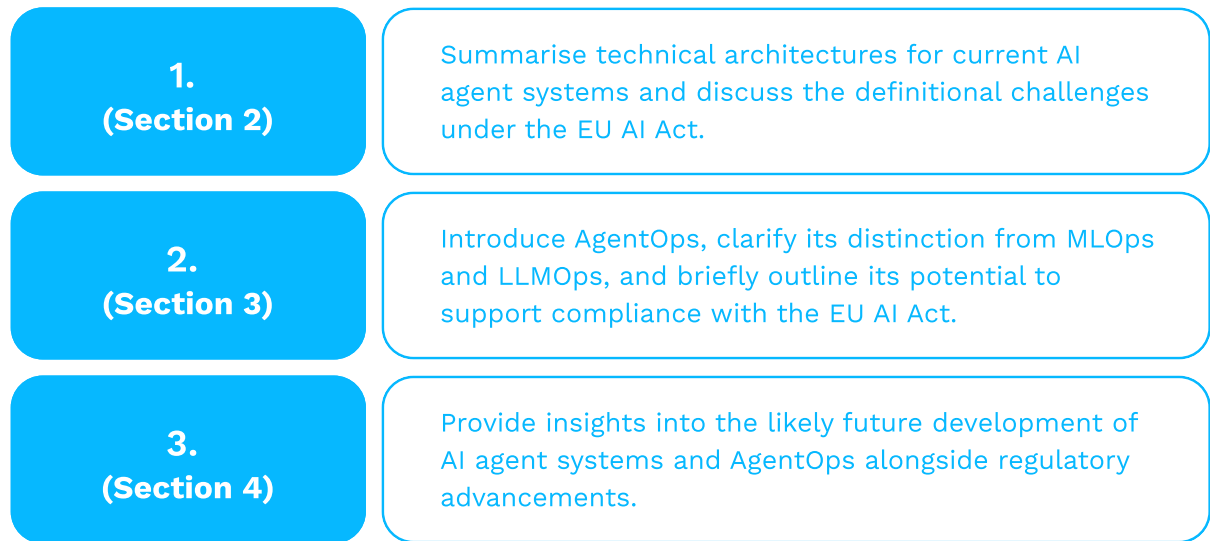 1.
(Section 2)
Summarise technical architectures for current AI
agent systems and discuss the definitional challenges
under the EU AI Act.
2.
(Section 3)
Introduce AgentOps, clarify its distinction from MLOps
and LLMOps, and briefly outline its potential to
support compliance with the EU AI Act.
3.
(Section 4)
Provide insights into the likely future development of
AI agent systems and AgentOps alongside regulatory
advancements.